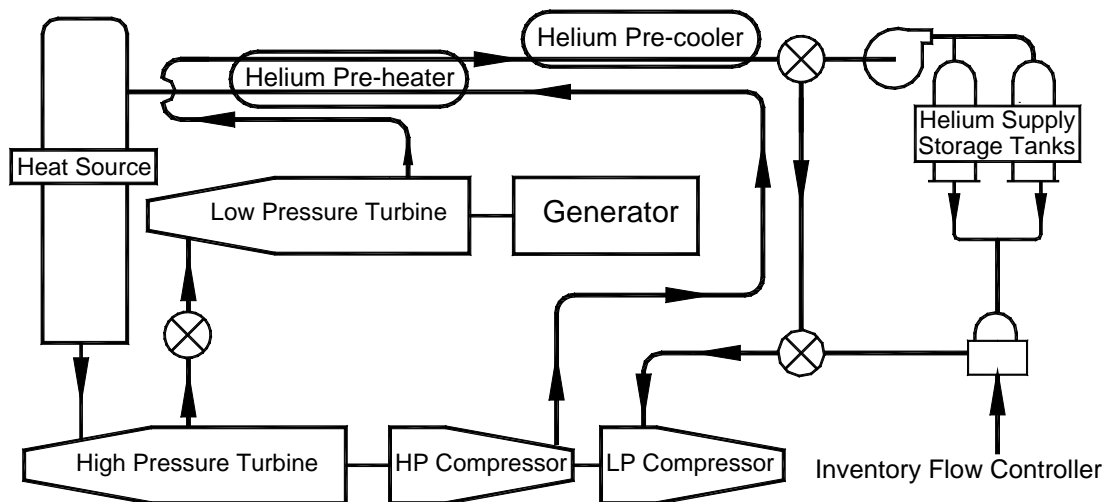 Helium Pre-cooler
Helium Pre-heater
Helium Supply
Storage Tanks
Heat Source
Low Pressure Turbine
Generator
High Pressure Turbine
HP Compressor
LP Compressor
Inventory Flow Controller